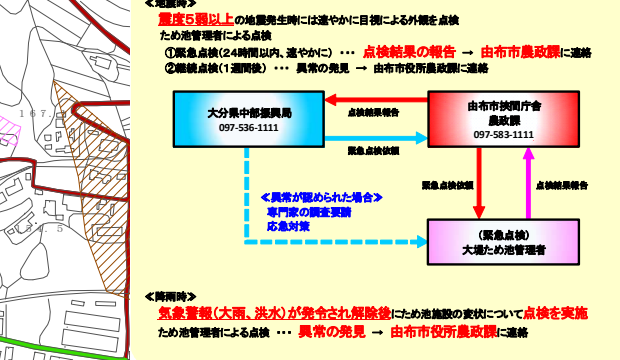 ≪地震時≫
震度５弱以上の地震発生時には速やかに目視による外観を点検
ため池管理者による点検
①緊急点検（２４時間以内、速やかに） ･･･ 点検結果の報告 → 由布市農政課に連絡
②継続点検（１週間後） ･･･ 異常の発見 → 由布市役所農政課に連絡
大分県中部振興局
097-536-1111
点検結果報告
緊急点検依頼
由布市挾間庁舎
農政課
097-583-1111
緊急点検依頼
点検結果報告
≪異常が認められた場合≫
専門家の調査要請
応急対策
（緊急点検）
大堤ため池管理者
≪降雨時≫
気象警報（大雨、洪水）が発令され解除後にため池施設の変状について点検を実施
ため池管理者による点検 ･･･ 異常の発見 → 由布市役所農政課に連絡
167.